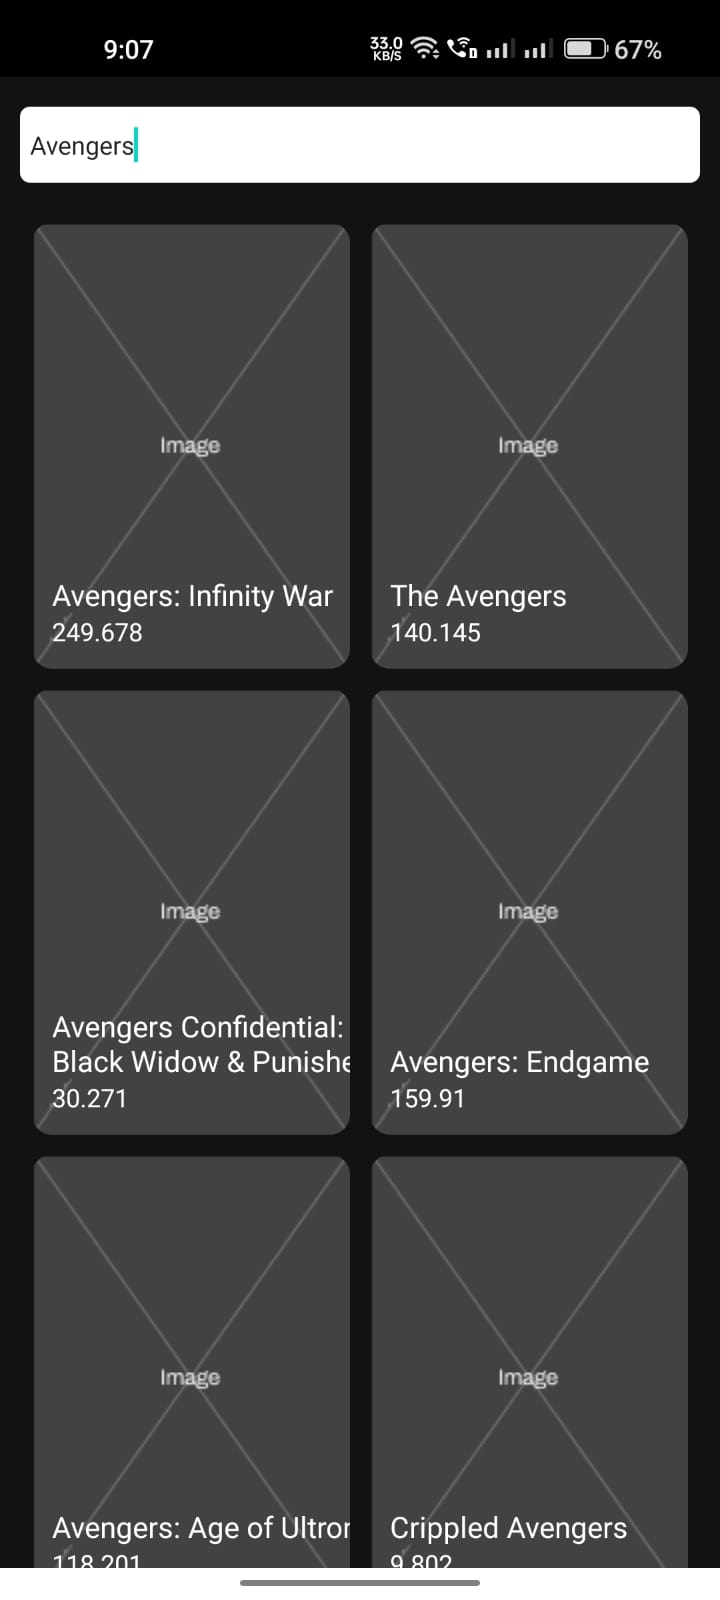 9:07
33.0
KB/S
67%
Avengers
Image
Image
Avengers: Infinity War
249.678
The Avengers
140.145
Image
Image
Avengers Confidential:
Black Widow & Punishe
30.271
Avengers: Endgame
159.91
Image
Image
Avengers: Age of Ultron
118.201
Crippled Avengers
9.802